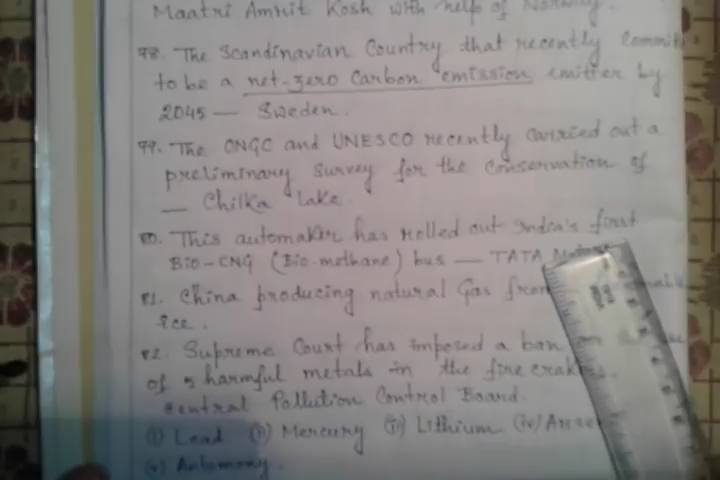 Maatri Amrit Kosh with help of Norway.
78. The Scandinavian Country that recently Commit
to be a net-zero Carbon emission emitter by
2045 — Sweden.
79. The ONGC and UNESCO recently carried out a
preliminary Survey for the Conservation of
— Chilka Lake.
80. This automaker has rolled out India's first
BIO-CNG (Bio-methane) bus — TATA
81. China producing natural Gas from
ice.
82. Supreme Court has imposed a ban on
of 5 harmful metals in the fire
Central Pollution Control Board.
(i) Lead (ii) Mercury (iii) Lithium (iv)
(v) Antomony.